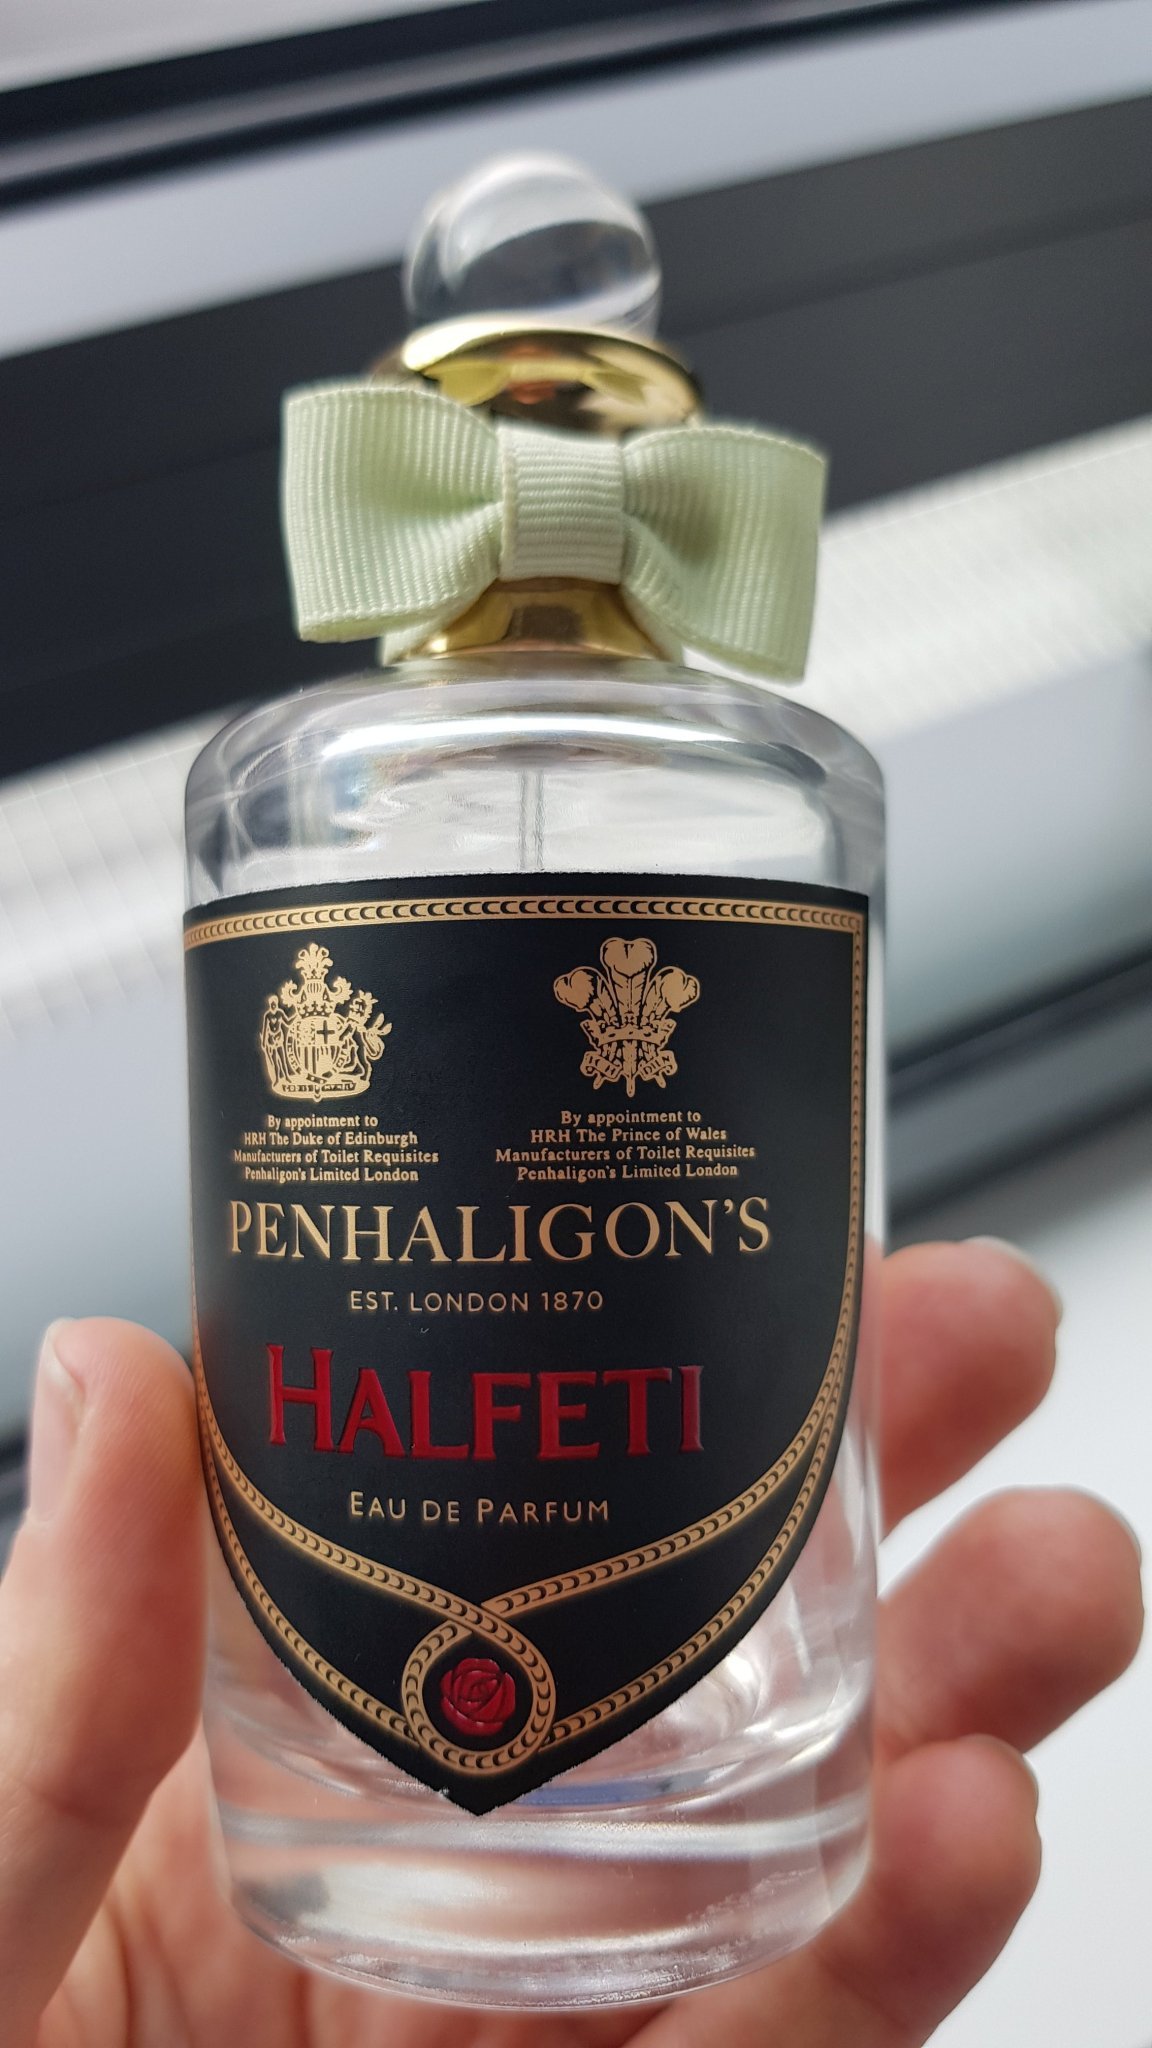 By appointment to
HRH The Duke of Edinburgh
Manufacturers of Toilet Requisites
Penhaligon's Limited London
By appointment to
HRH The Prince of Wales
Manufacturers of Toilet Requisites
Penhaligon's Limited London
PENHALIGON'S
EST. LONDON 1870
HALFETI
EAU DE PARFUM